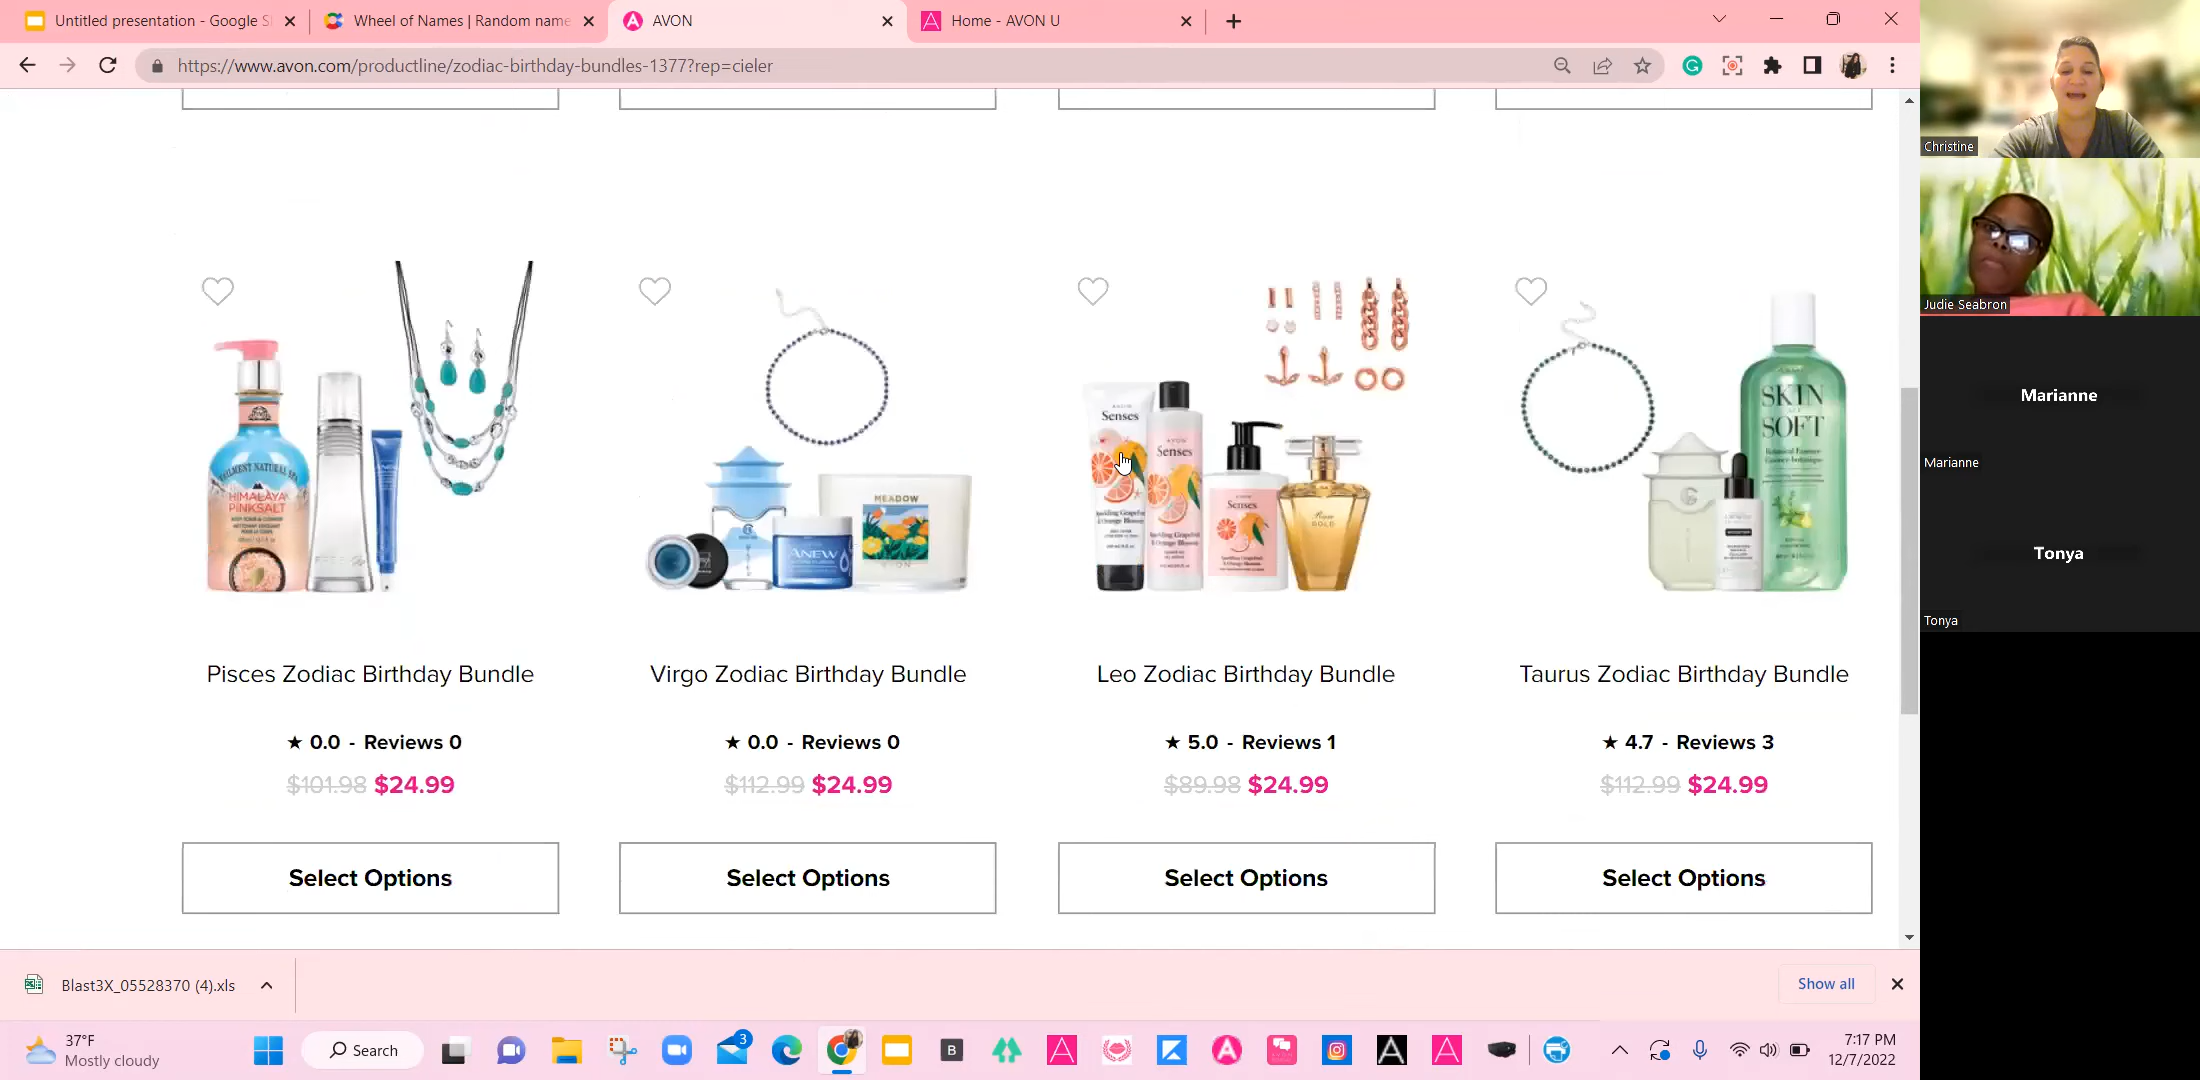 Untitled presentation - Google S
Wheel of Names | Random name
AVON
Home - AVON U
https://www.avon.com/productline/zodiac-birthday-bundles-1377?rep=cieler
Christine
Judie Seabron
Marianne
Marianne
Tonya
Tonya
HIMALAYA
PINKSALT
MEADOW
AVON
ANEW
Senses
Senses
Senses
Rose
GOLD
SKIN
SOFT
Pisces Zodiac Birthday Bundle
Virgo Zodiac Birthday Bundle
Leo Zodiac Birthday Bundle
Taurus Zodiac Birthday Bundle
★ 0.0 - Reviews 0
★ 0.0 - Reviews 0
★ 5.0 - Reviews 1
★ 4.7 - Reviews 3
$101.98 $24.99
$112.99 $24.99
$89.98 $24.99
$112.99 $24.99
Select Options
Select Options
Select Options
Select Options
Blast3X_05528370 (4).xls
Show all
37°F
Mostly cloudy
Search
3
B
7:17 PM
12/7/2022